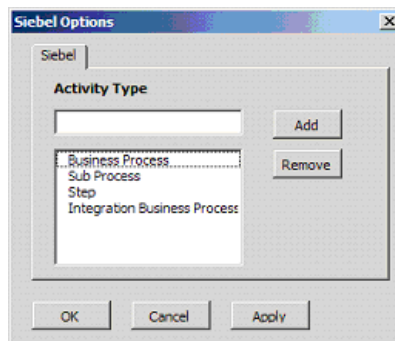 Siebel Options
Siebel
Activity Type
Add
Business Process
Remove
Sub Process
Step
Integration Business Process
OK Cancel Apply